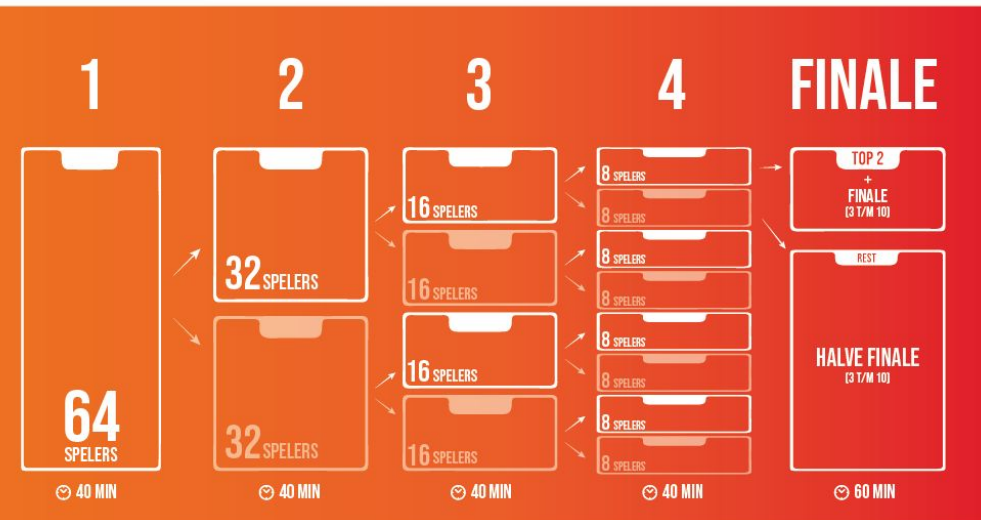 1
2
3
4
FINALE
64
SPELERS
40 MIN
32 SPELERS
32 SPELERS
40 MIN
16 SPELERS
16 SPELERS
16 SPELERS
16 SPELERS
40 MIN
8 SPELERS
8 SPELERS
8 SPELERS
8 SPELERS
8 SPELERS
8 SPELERS
8 SPELERS
8 SPELERS
40 MIN
TOP 2
+
FINALE
[3 T/M 10]
REST
HALVE FINALE
[3 T/M 10]
60 MIN